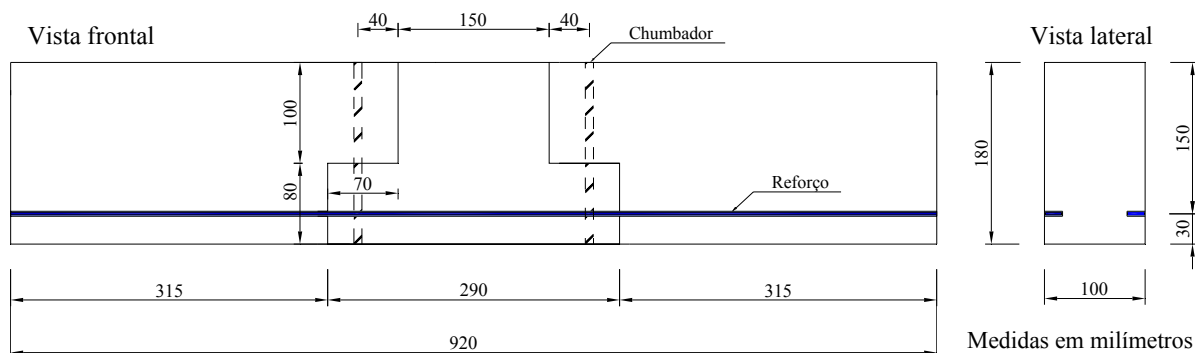 40 150 40
Vista frontal
Chumbador
Vista lateral
100
180
150
80
70
Reforço
30
315 290 315
100
920
Medidas em milímetros